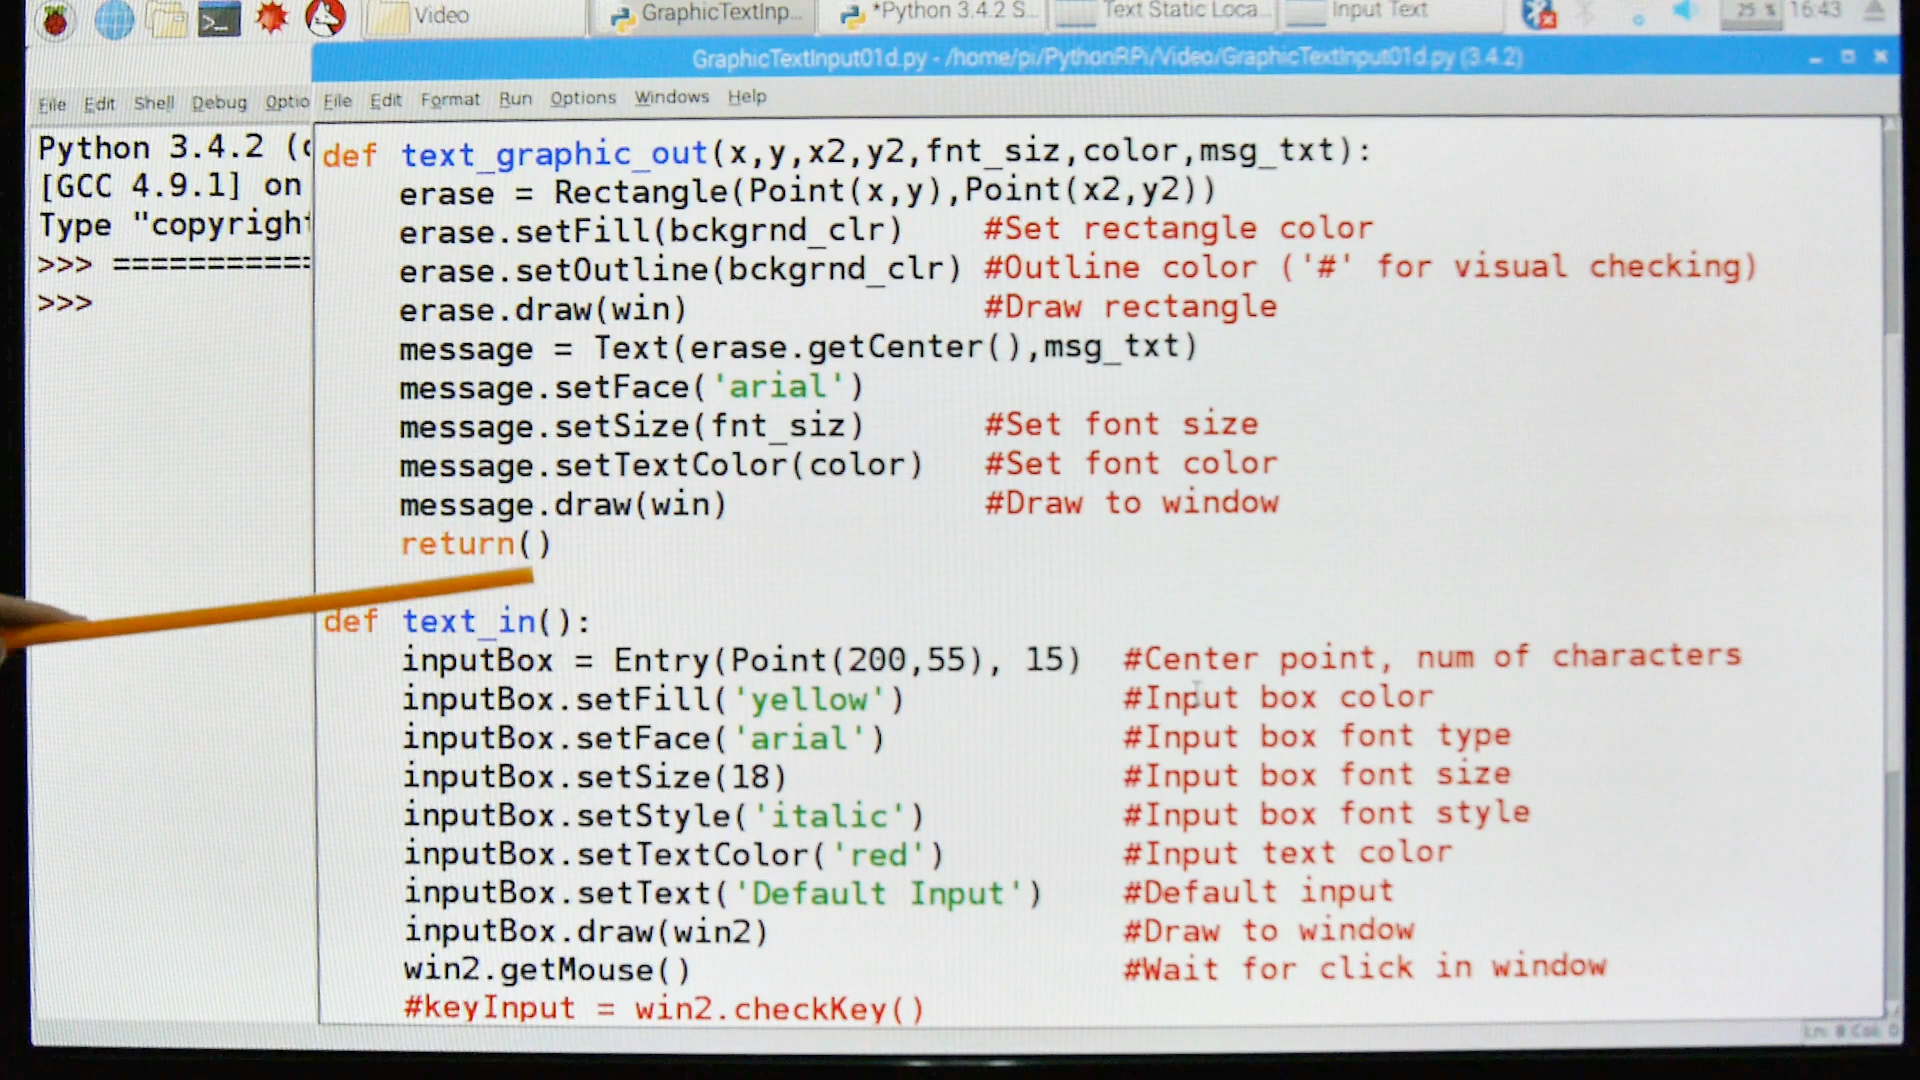 Video
GraphicTextInp...
*Python 3.4.2 S...
Text Static Loca...
Input Text
25 %
16:43
GraphicTextInput01d.py - /home/pi/PythonRPi/Video/GraphicTextInput01d.py (3.4.2)
File Edit Shell Debug Optio
File Edit Format Run Options Windows Help
Python 3.4.2 (
[GCC 4.9.1] on
Type "copyright
>>> ===========
>>>
def text_graphic_out(x,y,x2,y2,fnt_siz,color,msg_txt):
    erase = Rectangle(Point(x,y),Point(x2,y2))
    erase.setFill(bckgrnd_clr)    #Set rectangle color
    erase.setOutline(bckgrnd_clr) #Outline color ('#' for visual checking)
    erase.draw(win)               #Draw rectangle
    message = Text(erase.getCenter(),msg_txt)
    message.setFace('arial')
    message.setSize(fnt_siz)      #Set font size
    message.setTextColor(color)   #Set font color
    message.draw(win)             #Draw to window
    return()
def text_in():
    inputBox = Entry(Point(200,55), 15)  #Center point, num of characters
    inputBox.setFill('yellow')           #Input box color
    inputBox.setFace('arial')            #Input box font type
    inputBox.setSize(18)                 #Input box font size
    inputBox.setStyle('italic')          #Input box font style
    inputBox.setTextColor('red')         #Input text color
    inputBox.setText('Default Input')    #Default input
    inputBox.draw(win2)                  #Draw to window
    win2.getMouse()                      #Wait for click in window
    #keyInput = win2.checkKey()